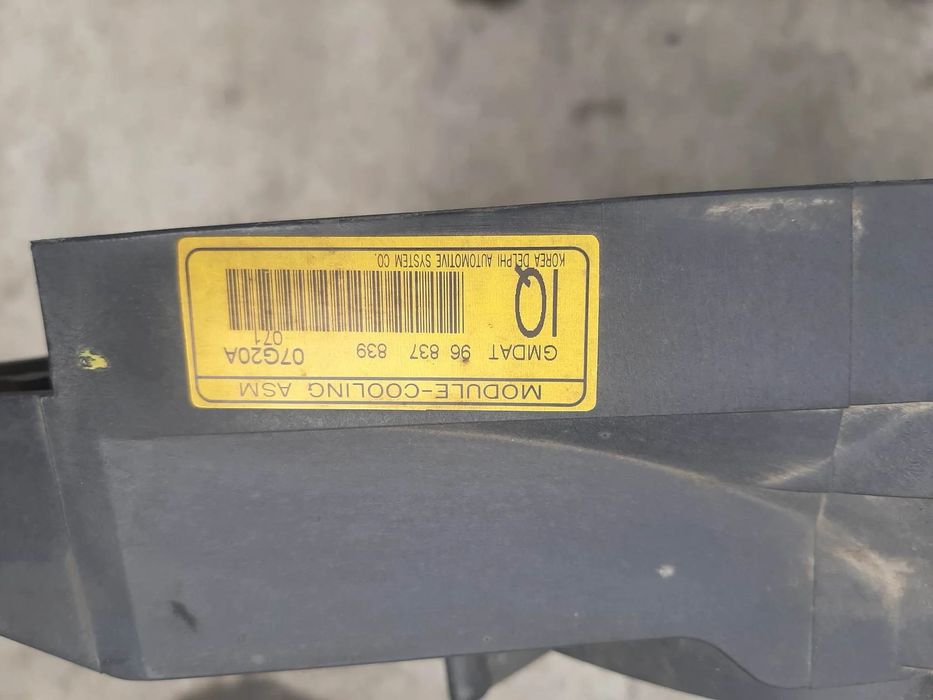 MODULE-COOLING ASM
GMDAT 96 837 839 07G20A
071
IQ
KOREA DELPHI AUTOMOTIVE SYSTEM CO.